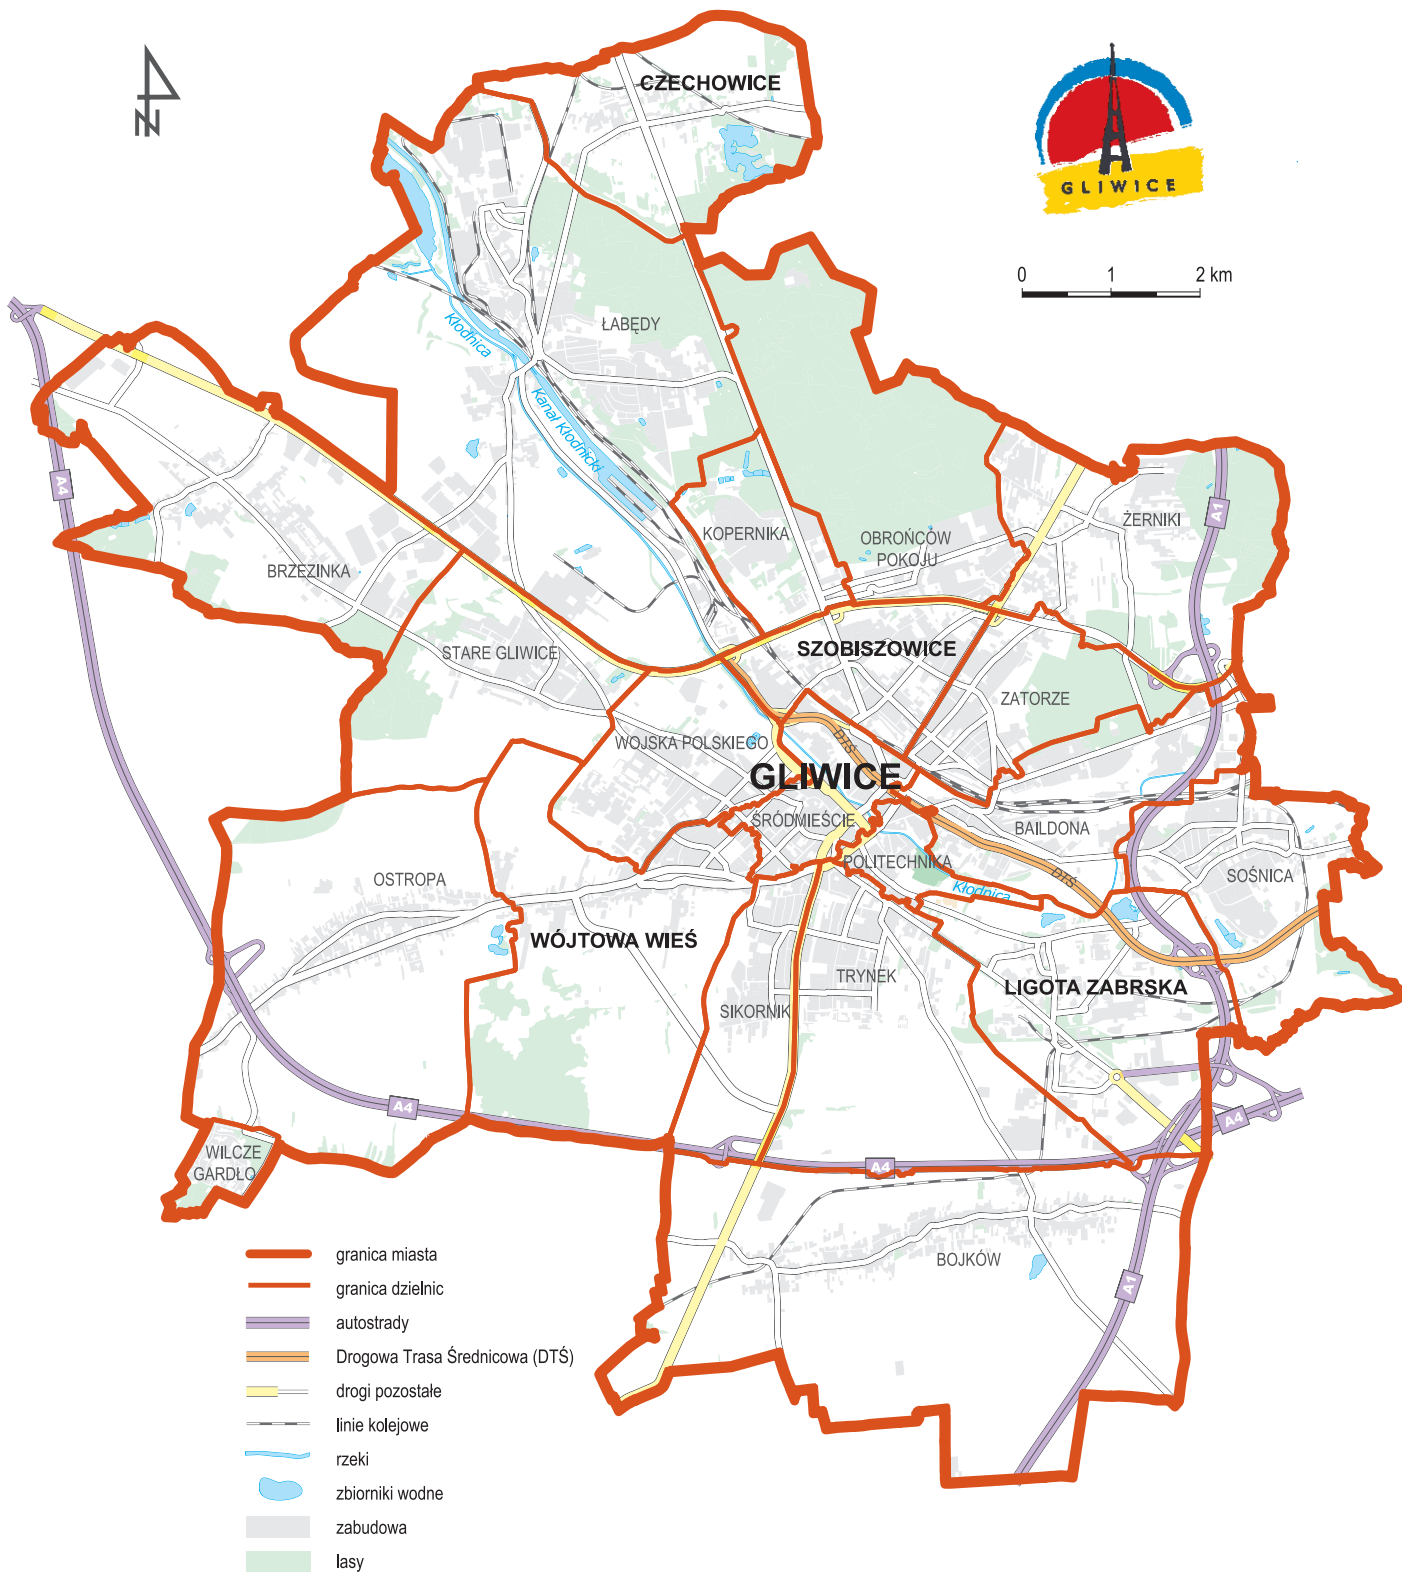 N
CZECHOWICE
GLIWICE
0 1 2 km
ŁABĘDY
Kłodnica
Kanał Kłodnicki
A4
A1
KOPERNIKA
OBROŃCÓW
POKOJU
ŻERNIKI
BRZEZINKA
STARE GLIWICE
SZOBISZOWICE
ZATORZE
WOJSKA POLSKIEGO
DTŚ
GLIWICE
ŚRÓDMIEŚCIE
BAILDONA
POLITECHNIKA
DTŚ
SOŚNICA
OSTROPA
Kłodnica
WÓJTOWA WIEŚ
TRYNEK
LIGOTA ZABRSKA
SIKORNIK
A4
A4
A4
WILCZE
GARDŁO
BOJKÓW
A1
granica miasta
granica dzielnic
autostrady
Drogowa Trasa Średnicowa (DTŚ)
drogi pozostałe
linie kolejowe
rzeki
zbiorniki wodne
zabudowa
lasy